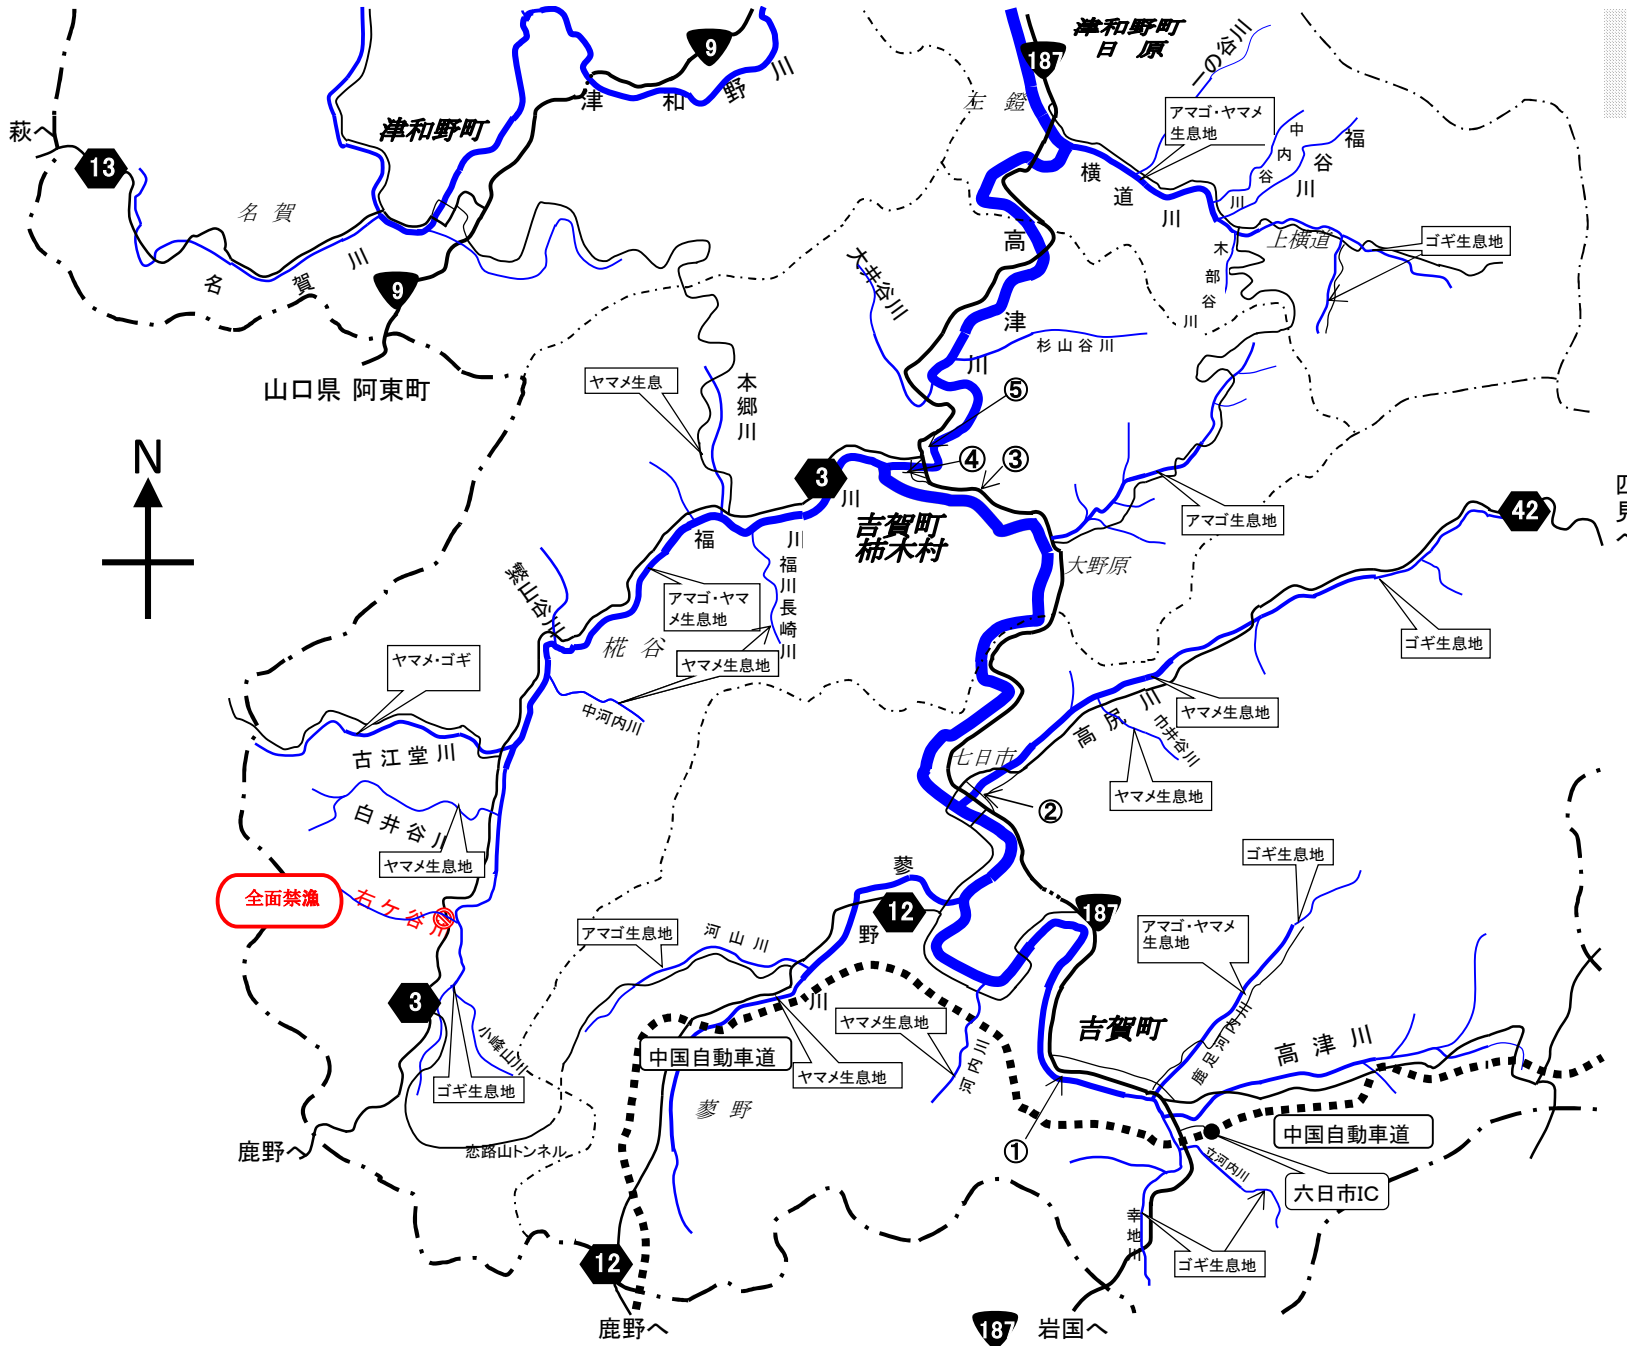 津和野町
日原
187
一の谷川
9
津和野川
左鐙
アマゴ・ヤマメ
生息地
中内谷川
福谷川
萩へ
津和野町
13
横道川
名賀
高津川
大井谷川
木部谷川
上横道
ゴギ生息地
名賀川
9
杉山谷川
山口県 阿東町
ヤマメ生息
本郷川
⑤
④
③
N
3
吉賀町
柿木村
アマゴ生息地
42
四見へ
福川
福川長崎川
大野原
繁山谷川
アマゴ・ヤマ
メ生息地
椛谷
ヤマメ生息地
ゴギ生息地
ヤマメ・ゴギ
中河内川
高尻川
ヤマメ生息地
古江堂川
七日市
巾井谷川
ヤマメ生息地
白井谷川
②
ヤマメ生息地
ゴギ生息地
全面禁漁
右ケ谷川
蓼野川
12
187
アマゴ生息地
河山川
アマゴ・ヤマメ
生息地
3
小峰山川
ヤマメ生息地
吉賀町
鹿足河内川
高津川
中国自動車道
ヤマメ生息地
河内川
ゴギ生息地
蓼野
鹿野へ
恋路山トンネル
①
中国自動車道
立河内川
六日市IC
幸地川
ゴギ生息地
12
鹿野へ
187
岩国へ